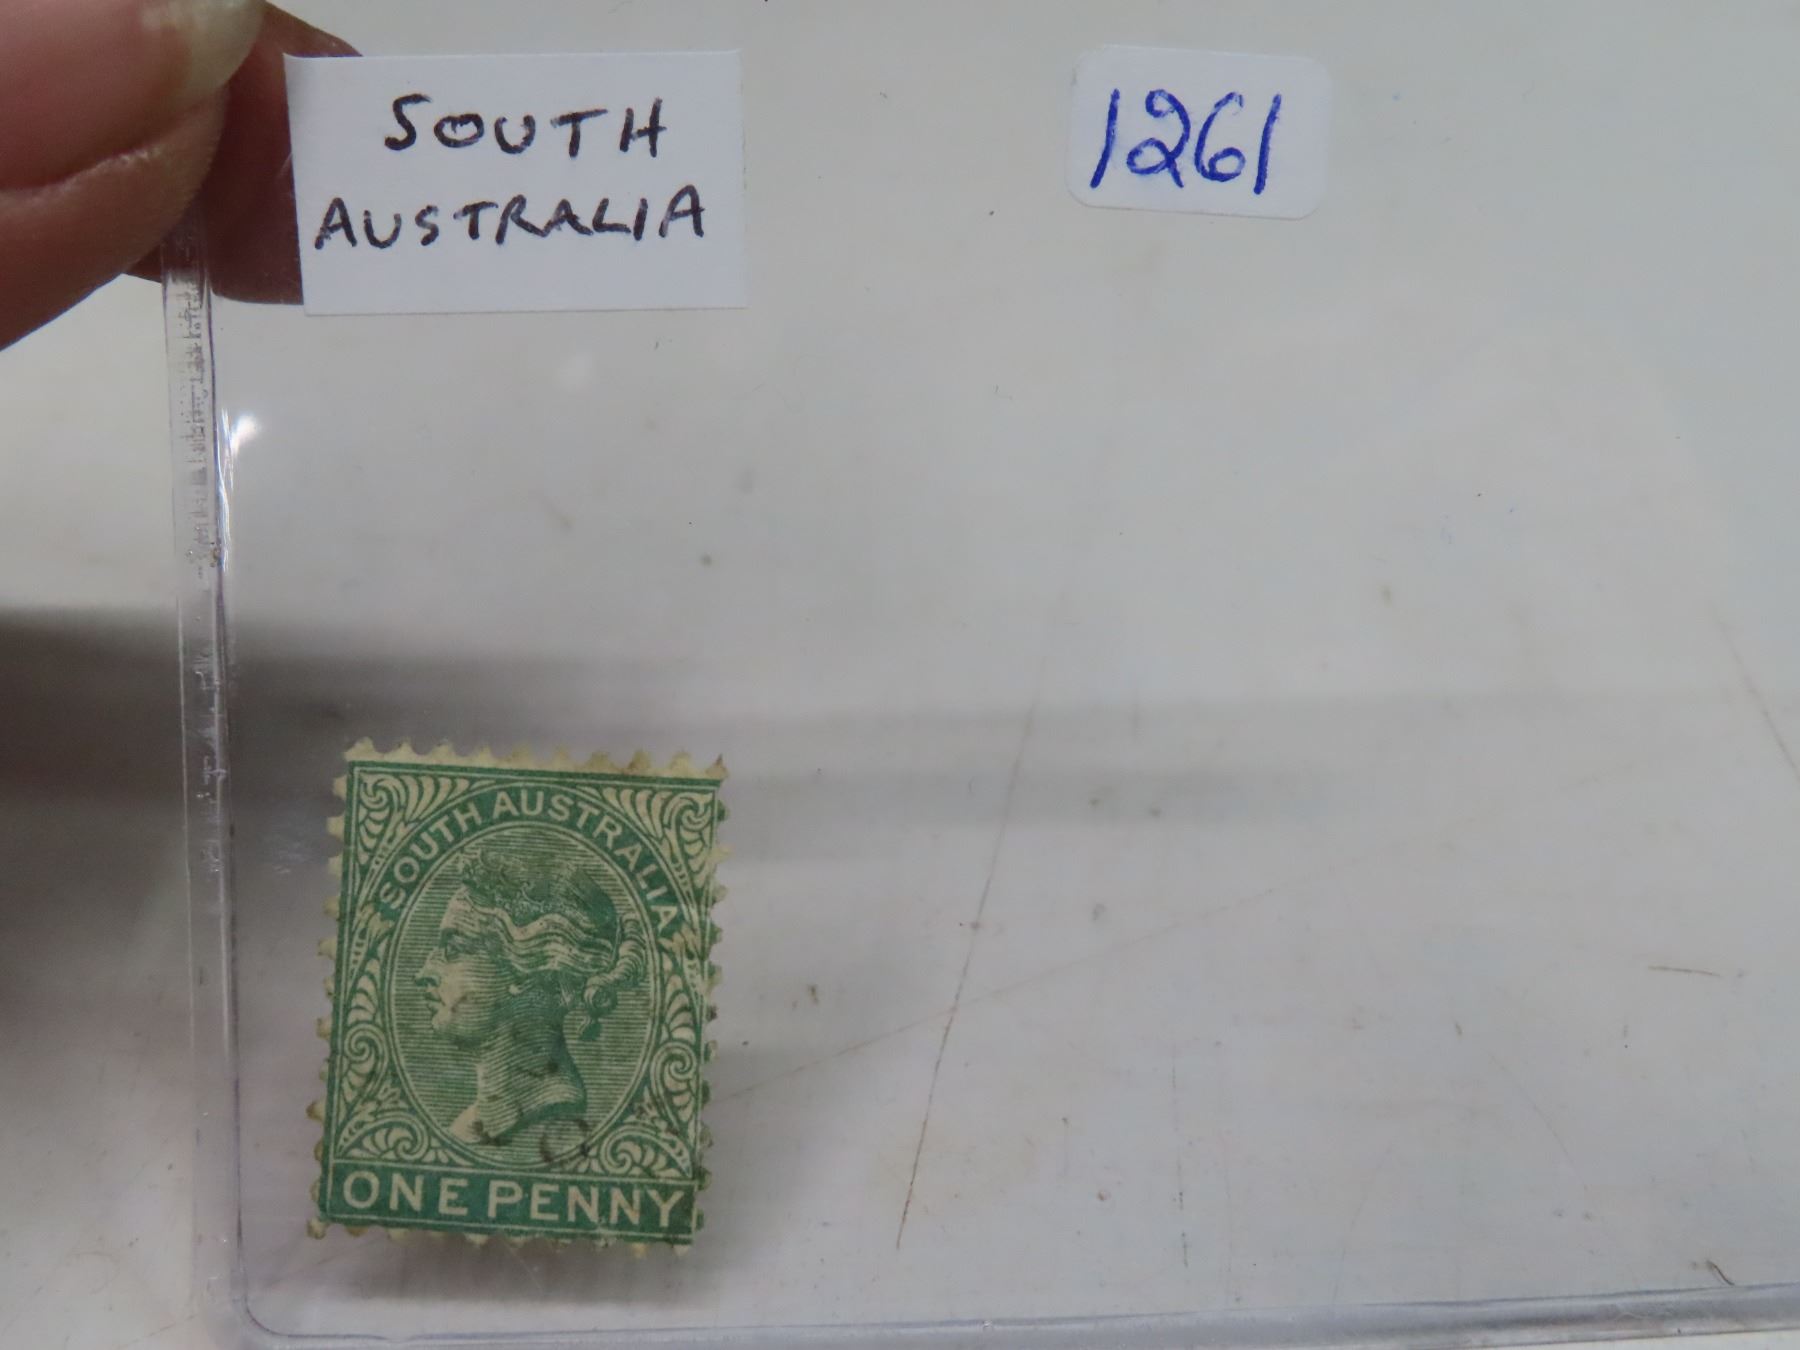 SOUTH
AUSTRALIA
1261
SOUTH AUSTRALIA
ONE PENNY